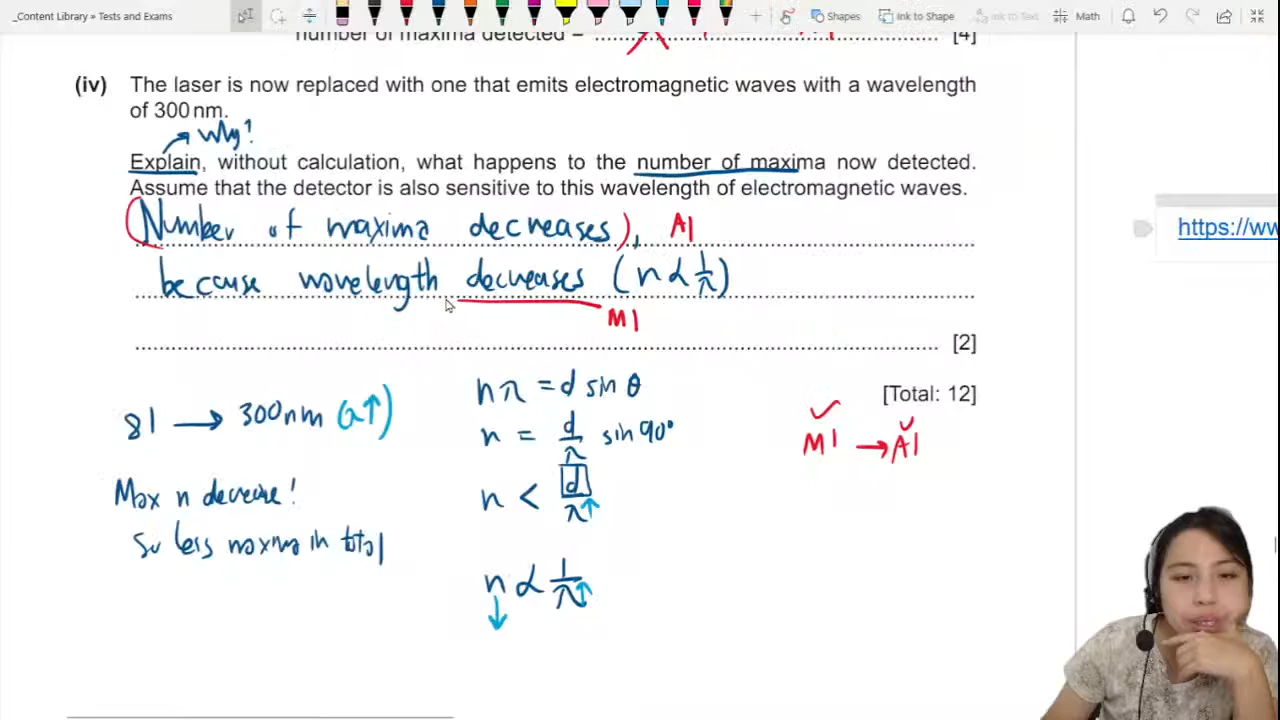 _Content Library » Tests and Exams
Shapes
Ink to Shape
Ink to Text
Math
number of maxima detected = [4]
(iv) The laser is now replaced with one that emits electromagnetic waves with a wavelength
of 300 nm.
why?
Explain, without calculation, what happens to the number of maxima now detected.
Assume that the detector is also sensitive to this wavelength of electromagnetic waves.
(Number of maxima decreases), A1
https://ww
because wavelength decreases (n ∝ 1/λ)
M1
[2]
[Total: 12]
81 → 300nm (λ↑)
nλ = d sin θ
n = d/λ sin 90°
M1 → A1
Max n decrease!
n < d/λ↑
So less maxima in total
n↓ ∝ 1/λ↑